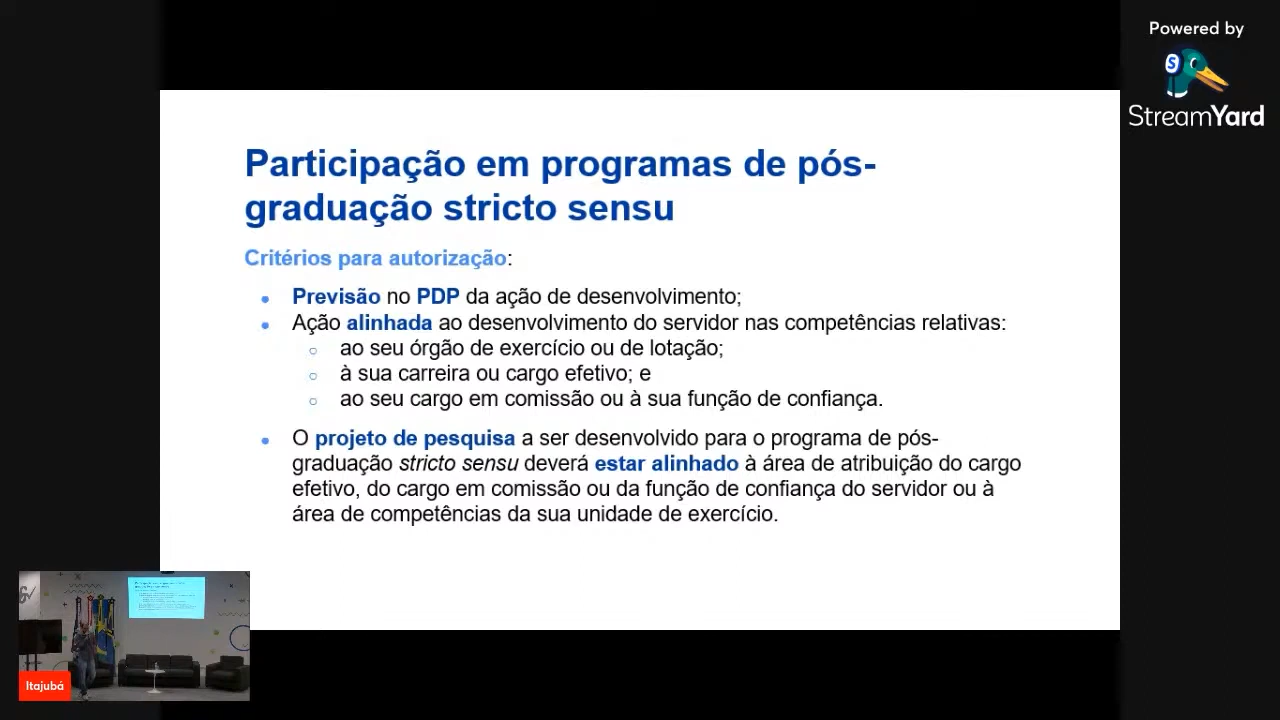 Powered by
StreamYard
Participação em programas de pós-
graduação stricto sensu
Critérios para autorização:
Previsão no PDP da ação de desenvolvimento;
Ação alinhada ao desenvolvimento do servidor nas competências relativas:
ao seu órgão de exercício ou de lotação;
à sua carreira ou cargo efetivo; e
ao seu cargo em comissão ou à sua função de confiança.
O projeto de pesquisa a ser desenvolvido para o programa de pós-
graduação stricto sensu deverá estar alinhado à área de atribuição do cargo
efetivo, do cargo em comissão ou da função de confiança do servidor ou à
área de competências da sua unidade de exercício.
Itajubá